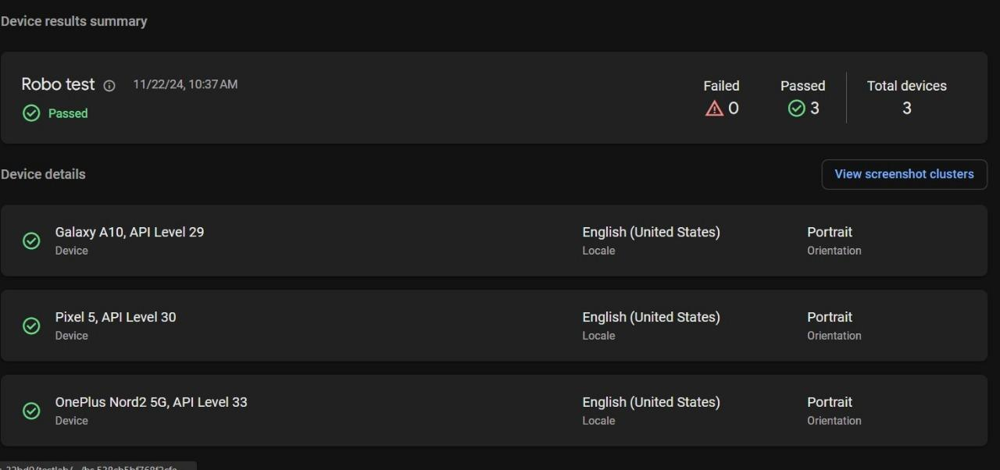 Device results summary
Robo test 11/22/24, 10:37 AM
Passed
Failed Passed Total devices
0 3 3
Device details
View screenshot clusters
Galaxy A10, API Level 29 English (United States) Portrait
Device Locale Orientation
Pixel 5, API Level 30 English (United States) Portrait
Device Locale Orientation
OnePlus Nord2 5G, API Level 33 English (United States) Portrait
Device Locale Orientation